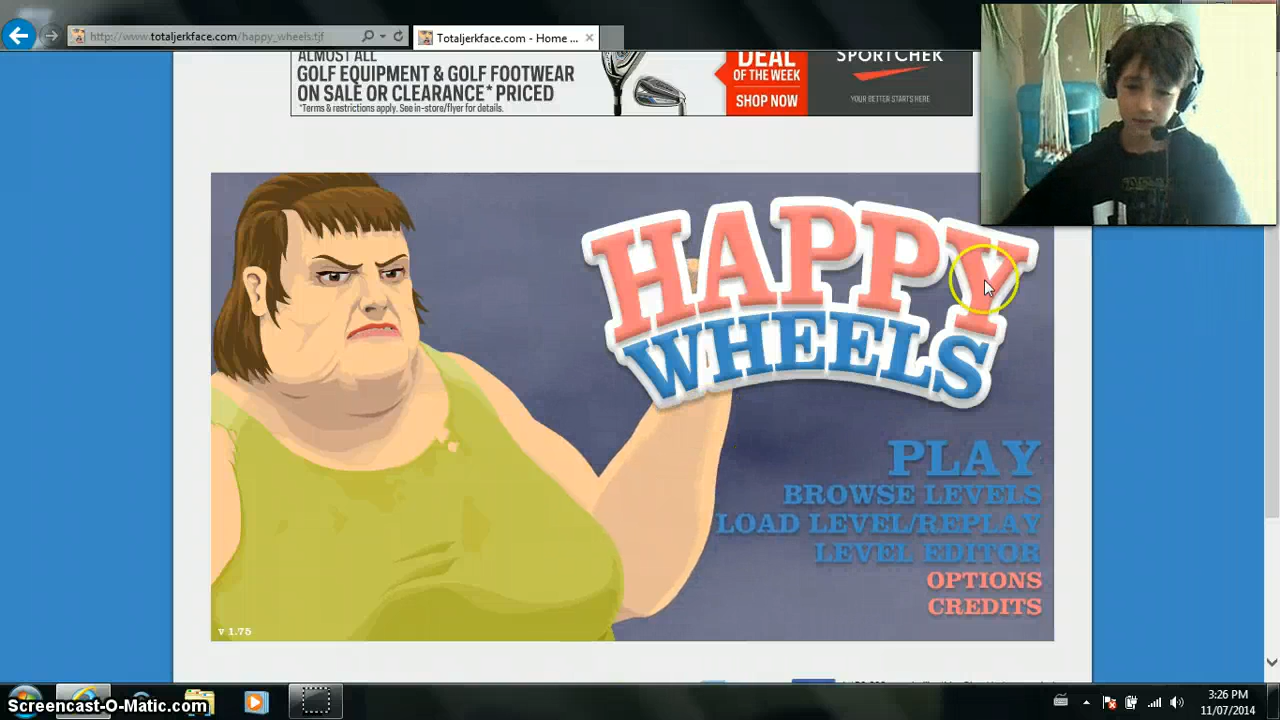 http://www.totaljerkface.com/happy_wheels.tjf
Totaljerkface.com - Home ...
ALMOST ALL
GOLF EQUIPMENT & GOLF FOOTWEAR
ON SALE OR CLEARANCE* PRICED
*Terms & restrictions apply. See in-store/flyer for details.
DEAL
OF THE WEEK
SHOP NOW
SPORTCHEK
YOUR BETTER STARTS HERE
HAPPY
WHEELS
PLAY
BROWSE LEVELS
LOAD LEVEL/REPLAY
LEVEL EDITOR
OPTIONS
CREDITS
v 1.75
Screencast-O-Matic.com
3:26 PM
11/07/2014